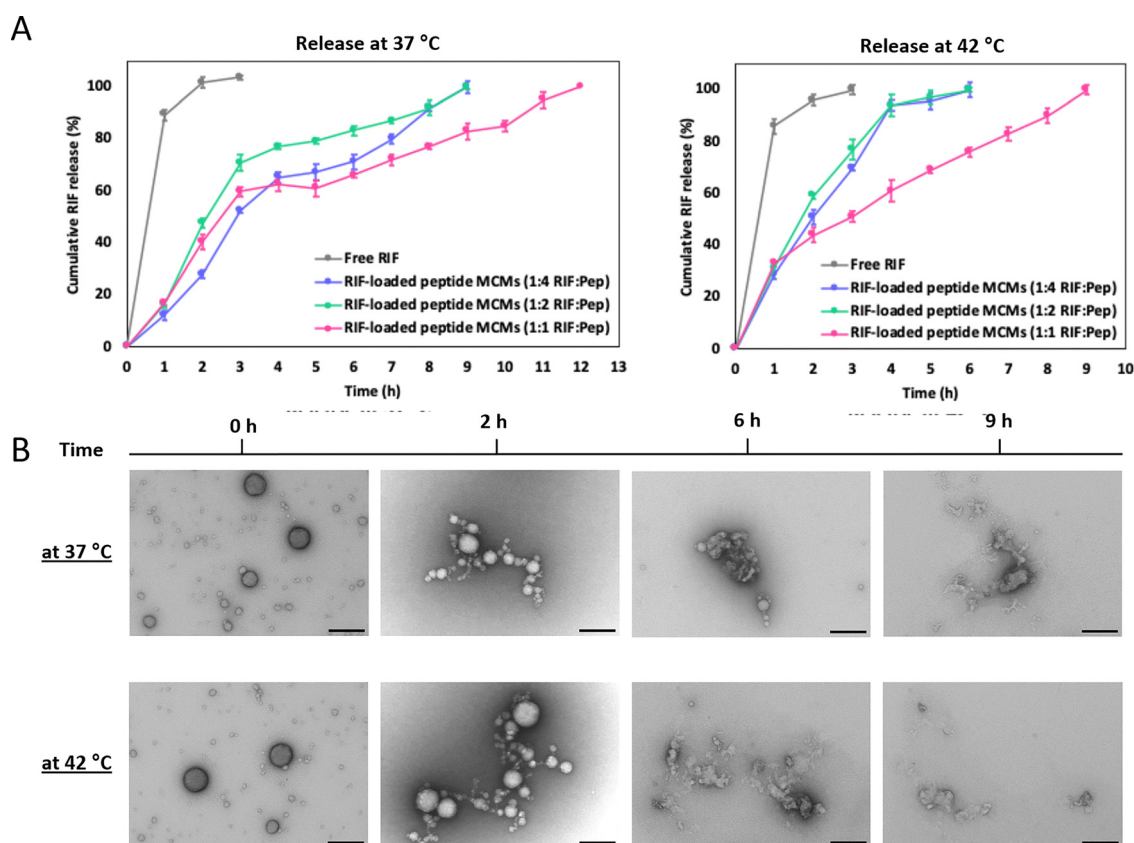 A
Release at 37 °C
Cumulative RIF release (%)
100
80
60
40
20
0
Free RIF
RIF-loaded peptide MCMs (1:4 RIF:Pep)
RIF-loaded peptide MCMs (1:2 RIF:Pep)
RIF-loaded peptide MCMs (1:1 RIF:Pep)
0 1 2 3 4 5 6 7 8 9 10 11 12 13
Time (h)
Release at 42 °C
Cumulative RIF release (%)
100
80
60
40
20
0
Free RIF
RIF-loaded peptide MCMs (1:4 RIF:Pep)
RIF-loaded peptide MCMs (1:2 RIF:Pep)
RIF-loaded peptide MCMs (1:1 RIF:Pep)
0 1 2 3 4 5 6 7 8 9 10
Time (h)
B
Time 0 h 2 h 6 h 9 h
at 37 °C
at 42 °C